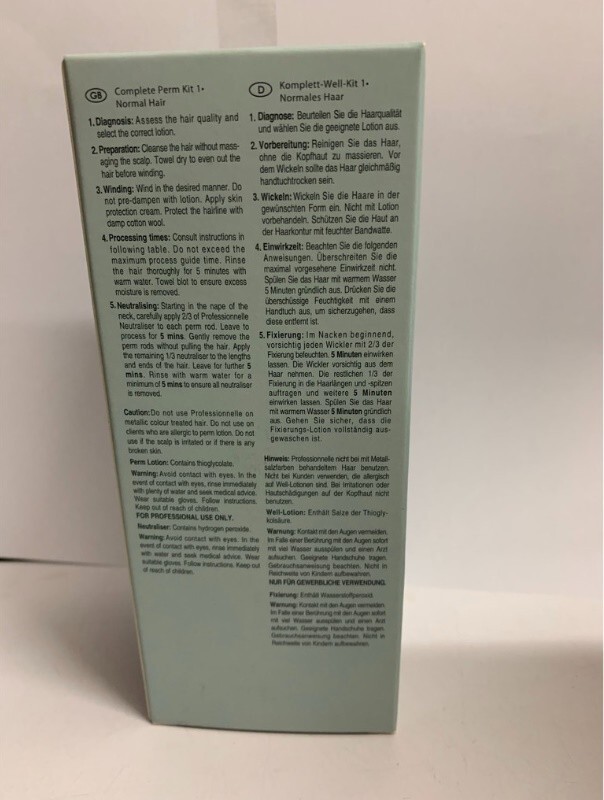 GB Complete Perm Kit 1•
Normal Hair
1. Diagnosis: Assess the hair quality and
select the correct lotion.
2. Preparation: Cleanse the hair without mass-
aging the scalp. Towel dry to even out the
hair before winding.
3. Winding: Wind in the desired manner. Do
not pre-dampen with lotion. Apply skin
protection cream. Protect the hairline with
damp cotton wool.
4. Processing times: Consult instructions in
following table. Do not exceed the
maximum process guide time. Rinse
the hair thoroughly for 5 minutes with
warm water. Towel blot to ensure excess
moisture is removed.
5. Neutralising: Starting in the nape of the
neck, carefully apply 2/3 of Professionelle
Neutraliser to each perm rod. Leave to
process for 5 mins. Gently remove the
perm rods without pulling the hair. Apply
the remaining 1/3 neutraliser to the lengths
and ends of the hair. Leave for further 5
mins. Rinse with warm water for a
minimum of 5 mins to ensure all neutraliser
is removed.
Caution: Do not use Professionnelle on
metallic colour treated hair. Do not use on
clients who are allergic to perm lotion. Do not
use if the scalp is irritated or if there is any
broken skin.
Perm Lotion: Contains thioglycolate.
Warning: Avoid contact with eyes. In the
event of contact with eyes, rinse immediately
with plenty of water and seek medical advice.
Wear suitable gloves. Follow instructions.
Keep out of reach of children.
FOR PROFESSIONAL USE ONLY.
Neutraliser: Contains hydrogen peroxide.
Warning: Avoid contact with eyes. In the
event of contact with eyes, rinse immediately
with water and seek medical advice. Wear
suitable gloves. Follow instructions. Keep out
of reach of children.
D Komplett-Well-Kit 1•
Normales Haar
1. Diagnose: Beurteilen Sie die Haarqualität
und wählen Sie die geeignete Lotion aus.
2. Vorbereitung: Reinigen Sie das Haar,
ohne die Kopfhaut zu massieren. Vor
dem Wickeln sollte das Haar gleichmäßig
handtuchtrocken sein.
3. Wickeln: Wickeln Sie die Haare in der
gewünschten Form ein. Nicht mit Lotion
vorbehandeln. Schützen Sie die Haut an
der Haarkontur mit feuchter Bandwatte.
4. Einwirkzeit: Beachten Sie die folgenden
Anweisungen. Überschreiten Sie die
maximal vorgesehene Einwirkzeit nicht.
Spülen Sie das Haar mit warmem Wasser
5 Minuten gründlich aus. Drücken Sie die
überschüssige Feuchtigkeit mit einem
Handtuch aus, um sicherzugehen, dass
diese entfernt ist.
5. Fixierung: Im Nacken beginnend,
vorsichtig jeden Wickler mit 2/3 der
Fixierung befeuchten. 5 Minuten einwirken
lassen. Die Wickler vorsichtig aus dem
Haar nehmen. Die restlichen 1/3 der
Fixierung in die Haarlängen und -spitzen
auftragen und weitere 5 Minuten
einwirken lassen. Spülen Sie das Haar
mit warmem Wasser 5 Minuten gründlich
aus. Gehen Sie sicher, dass die
Fixierungs-Lotion vollständig aus-
gewaschen ist.
Hinweis: Professionnelle nicht bei mit Metall-
salzfarben behandeltem Haar benutzen.
Nicht bei Kunden verwenden, die allergisch
auf Well-Lotionen sind. Bei Irritationen oder
Hautschädigungen auf der Kopfhaut nicht
benutzen.
Well-Lotion: Enthält Salze der Thiogly-
kolsäure.
Warnung: Kontakt mit den Augen vermeiden.
Im Falle einer Berührung mit den Augen sofort
mit viel Wasser ausspülen und einen Arzt
aufsuchen. Geeignete Handschuhe tragen.
Gebrauchsanweisung beachten. Nicht in
Reichweite von Kindern aufbewahren.
NUR FÜR GEWERBLICHE VERWENDUNG.
Fixierung: Enthält Wasserstoffperoxid.
Warnung: Kontakt mit den Augen vermeiden.
Im Falle einer Berührung mit den Augen sofort
mit viel Wasser ausspülen und einen Arzt
aufsuchen. Geeignete Handschuhe tragen.
Gebrauchsanweisung beachten. Nicht in
Reichweite von Kindern aufbewahren.